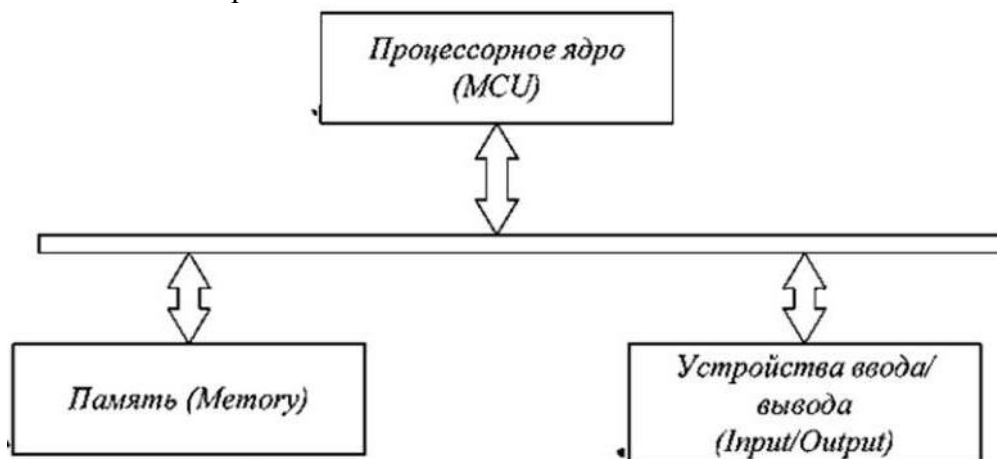 Процессорное ядро
(MCU)
Память (Memory)
Устройства ввода/
вывода
(Input/Output)